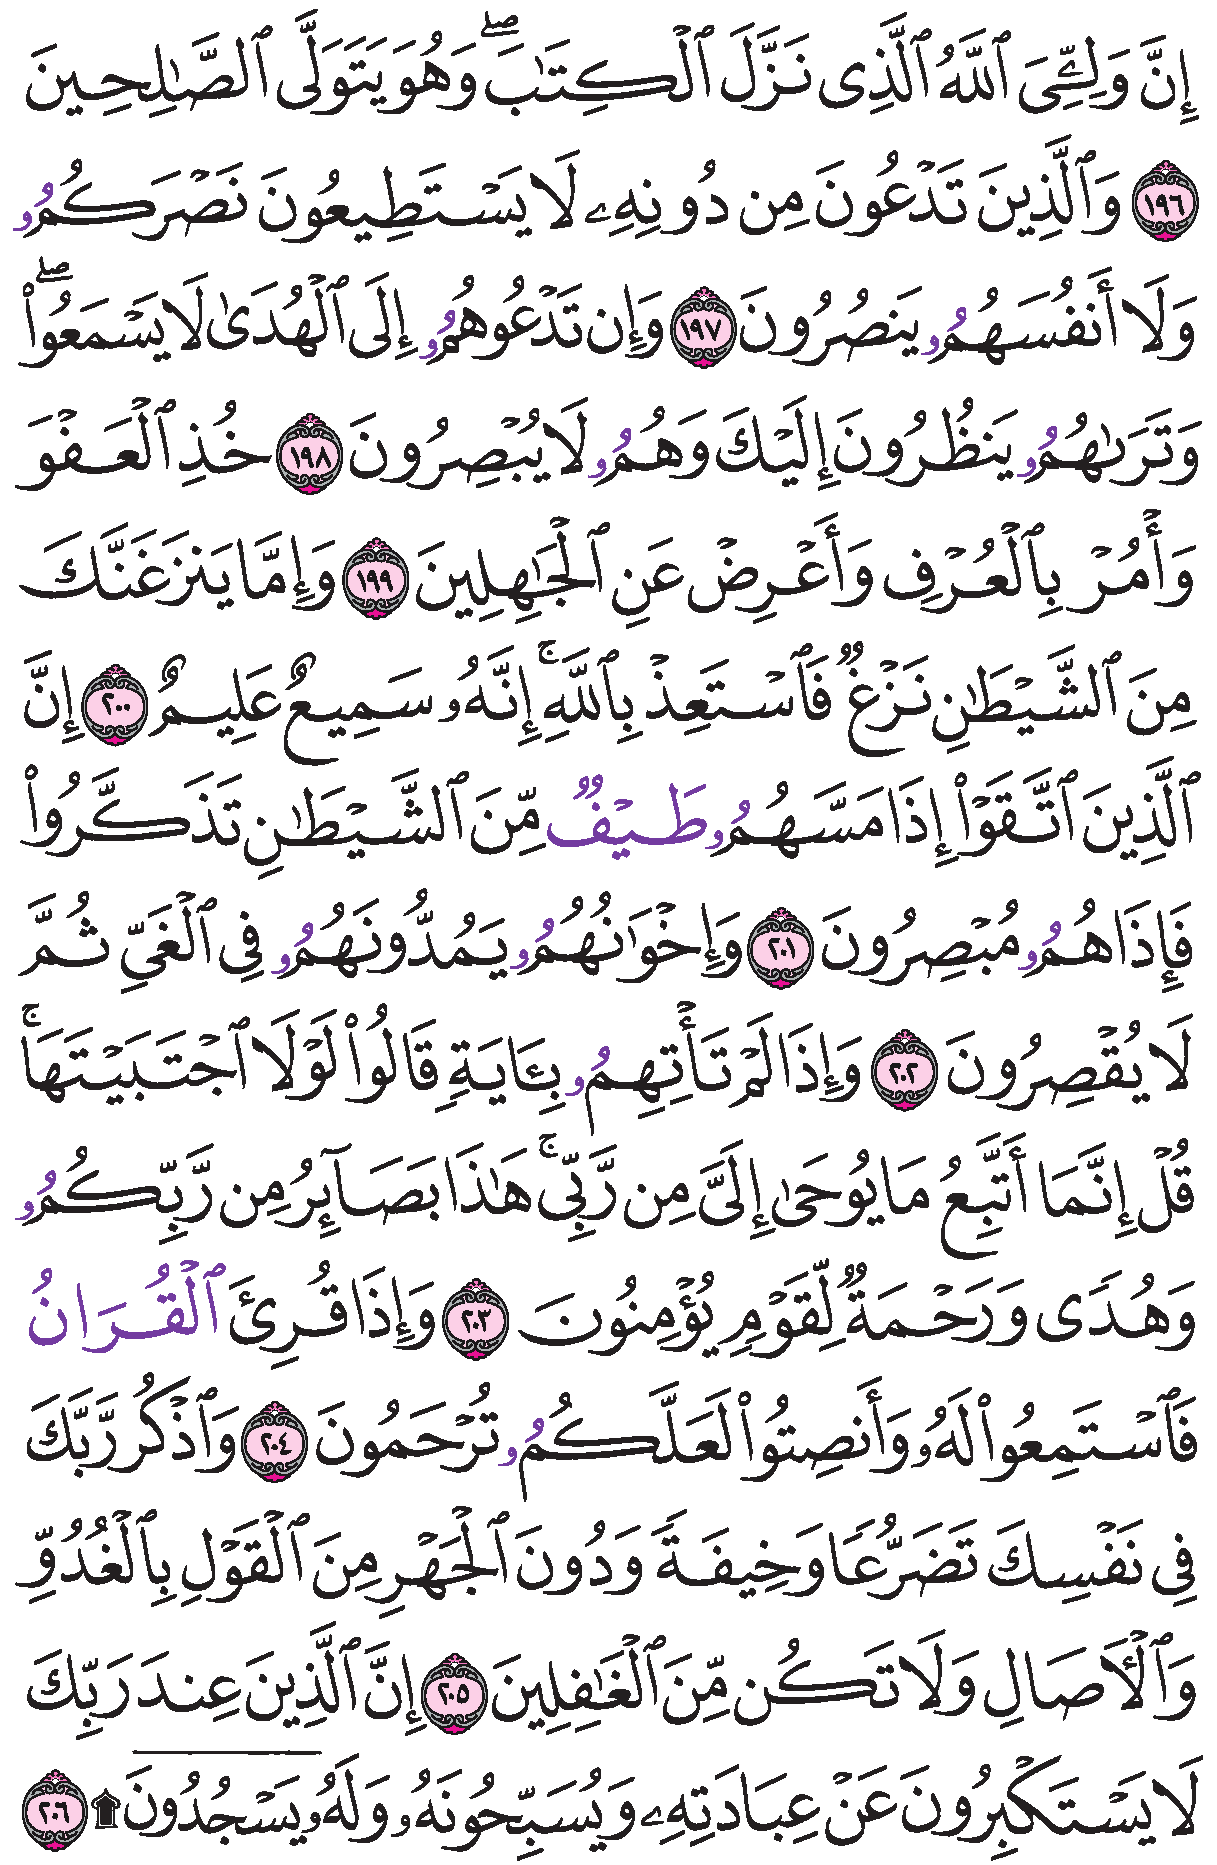 إِنَّ وَلِـِّۧيَ ٱللَّهُ ٱلَّذِى نَزَّلَ ٱلْكِتَٰبَ ۖ وَهُوَ يَتَوَلَّى ٱلصَّٰلِحِينَ
١٩٦ وَٱلَّذِينَ تَدْعُونَ مِن دُونِهِۦ لَا يَسْتَطِيعُونَ نَصْرَكُمُۥ
وَلَا أَنفُسَهُمُۥ يَنصُرُونَ ١٩٧ وَإِن تَدْعُوهُمُۥ إِلَى ٱلْهُدَىٰ لَا يَسْمَعُوا۟ ۖ
وَتَرَىٰهُمُۥ يَنظُرُونَ إِلَيْكَ وَهُمُۥ لَا يُبْصِرُونَ ١٩٨ خُذِ ٱلْعَفْوَ
وَأْمُرْ بِٱلْعُرْفِ وَأَعْرِضْ عَنِ ٱلْجَٰهِلِينَ ١٩٩ وَإِمَّا يَنزَغَنَّكَ
مِنَ ٱلشَّيْطَٰنِ نَزْغٌ فَٱسْتَعِذْ بِٱللَّهِ ۚ إِنَّهُۥ سَمِيعٌ عَلِيمٌ ٢٠٠ إِنَّ
ٱلَّذِينَ ٱتَّقَوْا۟ إِذَا مَسَّهُمُۥ طَيْفٌ مِّنَ ٱلشَّيْطَٰنِ تَذَكَّرُوا۟
فَإِذَا هُمُۥ مُبْصِرُونَ ٢٠١ وَإِخْوَٰنُهُمُۥ يَمُدُّونَهُمُۥ فِى ٱلْغَىِّ ثُمَّ
لَا يُقْصِرُونَ ٢٠٢ وَإِذَا لَمْ تَأْتِهِمُۥ بِـَٔايَةٍ قَالُوا۟ لَوْلَا ٱجْتَبَيْتَهَا ۚ
قُلْ إِنَّمَا أَتَّبِعُ مَا يُوحَىٰ إِلَىَّ مِن رَّبِّى ۚ هَٰذَا بَصَآئِرُ مِن رَّبِّكُمُۥ
وَهُدًى وَرَحْمَةٌ لِّقَوْمٍ يُؤْمِنُونَ ٢٠٣ وَإِذَا قُرِئَ ٱلْقُرَانُ
فَٱسْتَمِعُوا۟ لَهُۥ وَأَنصِتُوا۟ لَعَلَّكُمُۥ تُرْحَمُونَ ٢٠٤ وَٱذْكُر رَّبَّكَ
فِى نَفْسِكَ تَضَرُّعًا وَخِيفَةً وَدُونَ ٱلْجَهْرِ مِنَ ٱلْقَوْلِ بِٱلْغُدُوِّ
وَٱلْـَٔاصَالِ وَلَا تَكُن مِّنَ ٱلْغَٰفِلِينَ ٢٠٥ إِنَّ ٱلَّذِينَ عِندَ رَبِّكَ
لَا يَسْتَكْبِرُونَ عَنْ عِبَادَتِهِۦ وَيُسَبِّحُونَهُۥ وَلَهُۥ يَسْجُدُونَ ۩ ٢٠٦